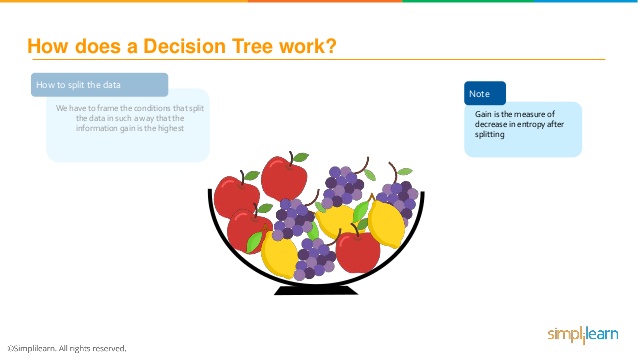 How does a Decision Tree work?
How to split the data
We have to frame the conditions that split
the data in such a way that the
information gain is the highest
Note
Gain is the measure of
decrease in entropy after
splitting
simplilearn
©Simplilearn. All rights reserved.